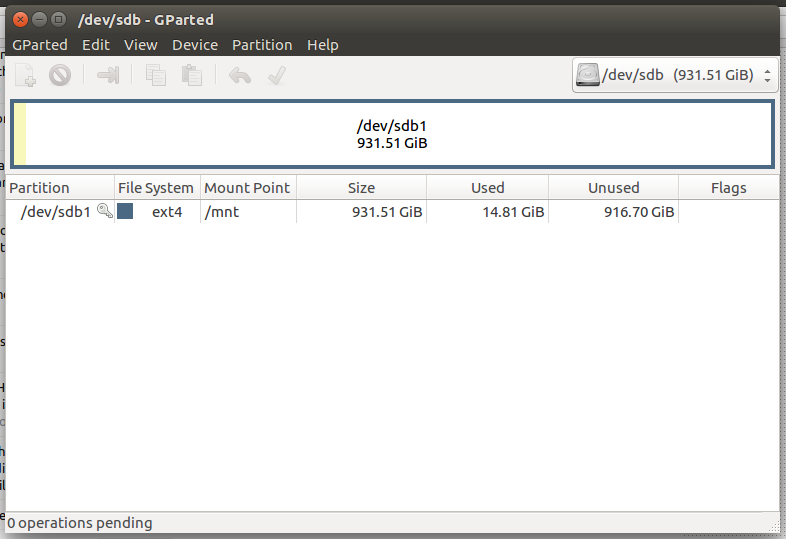 /dev/sdb - GParted
GParted Edit View Device Partition Help
/dev/sdb (931.51 GiB)
/dev/sdb1
931.51 GiB
Partition File System Mount Point Size Used Unused Flags
/dev/sdb1 ext4 /mnt 931.51 GiB 14.81 GiB 916.70 GiB
0 operations pending